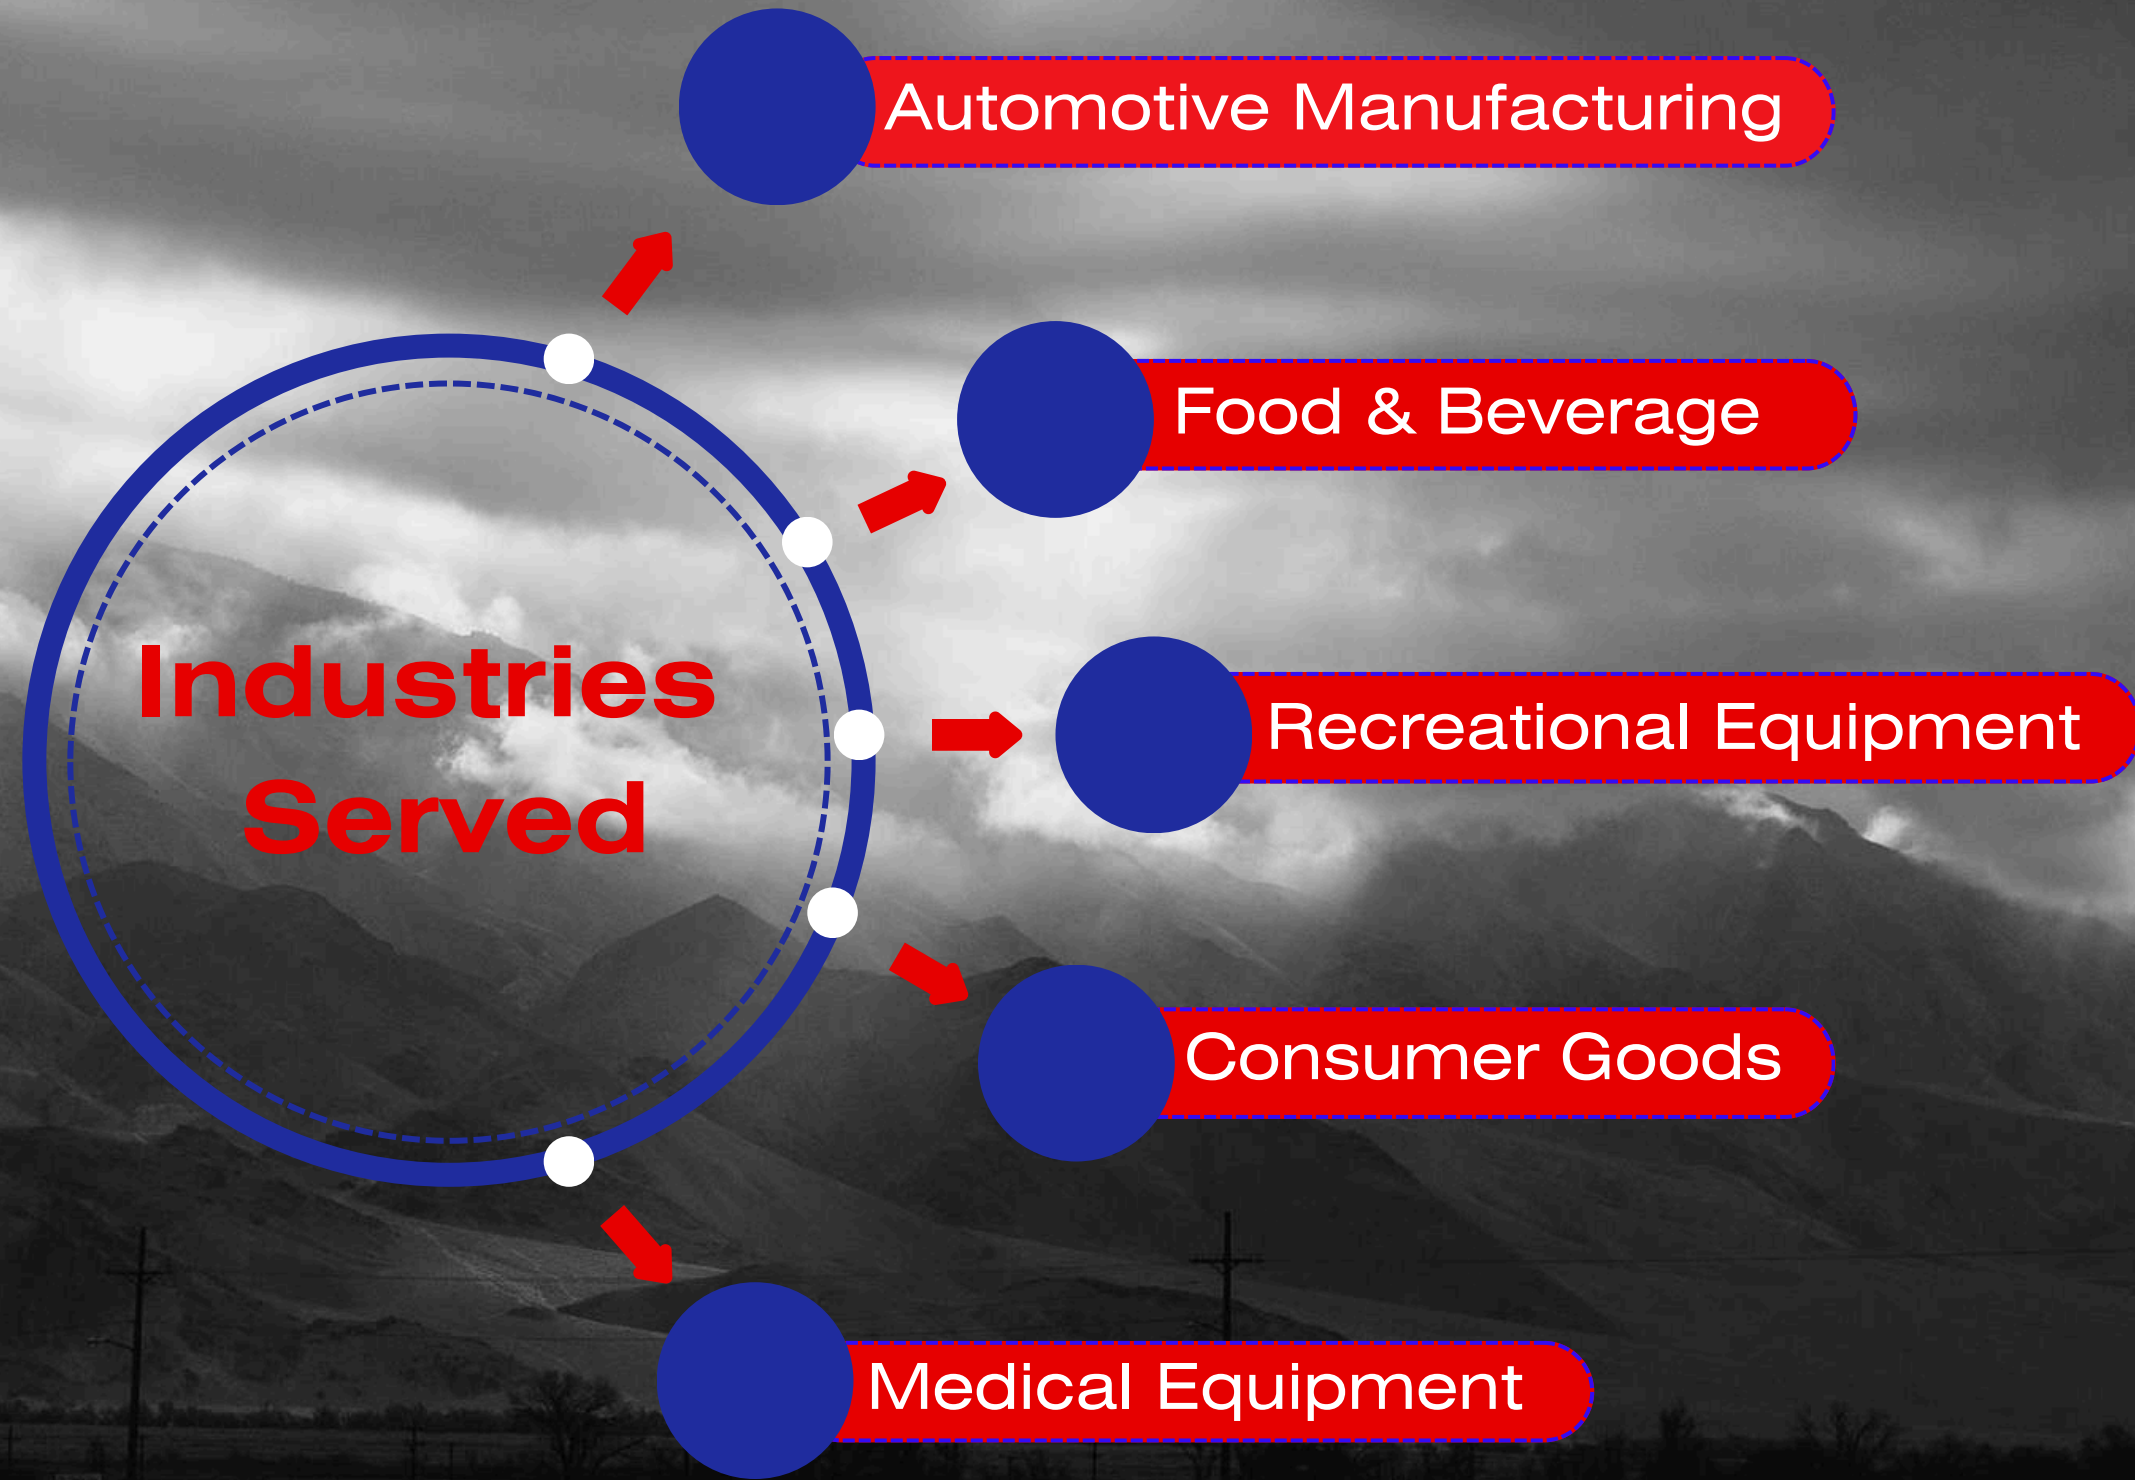 Automotive Manufacturing
Food & Beverage
Industries
Served
Recreational Equipment
Consumer Goods
Medical Equipment